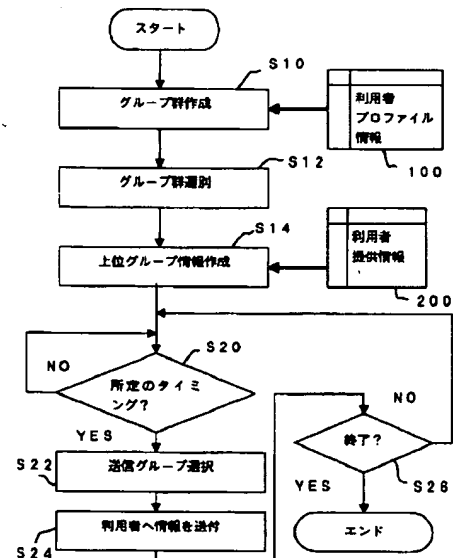 スタート
S10
グループ群作成
利用者
プロファイル
情報
100
S12
グループ群選別
S14
上位グループ情報作成
利用者
提供情報
200
S20
NO
所定のタイミ
ング?
YES
NO
終了?
S22
送信グループ選択
YES
S26
S24
利用者へ情報を送付
エンド